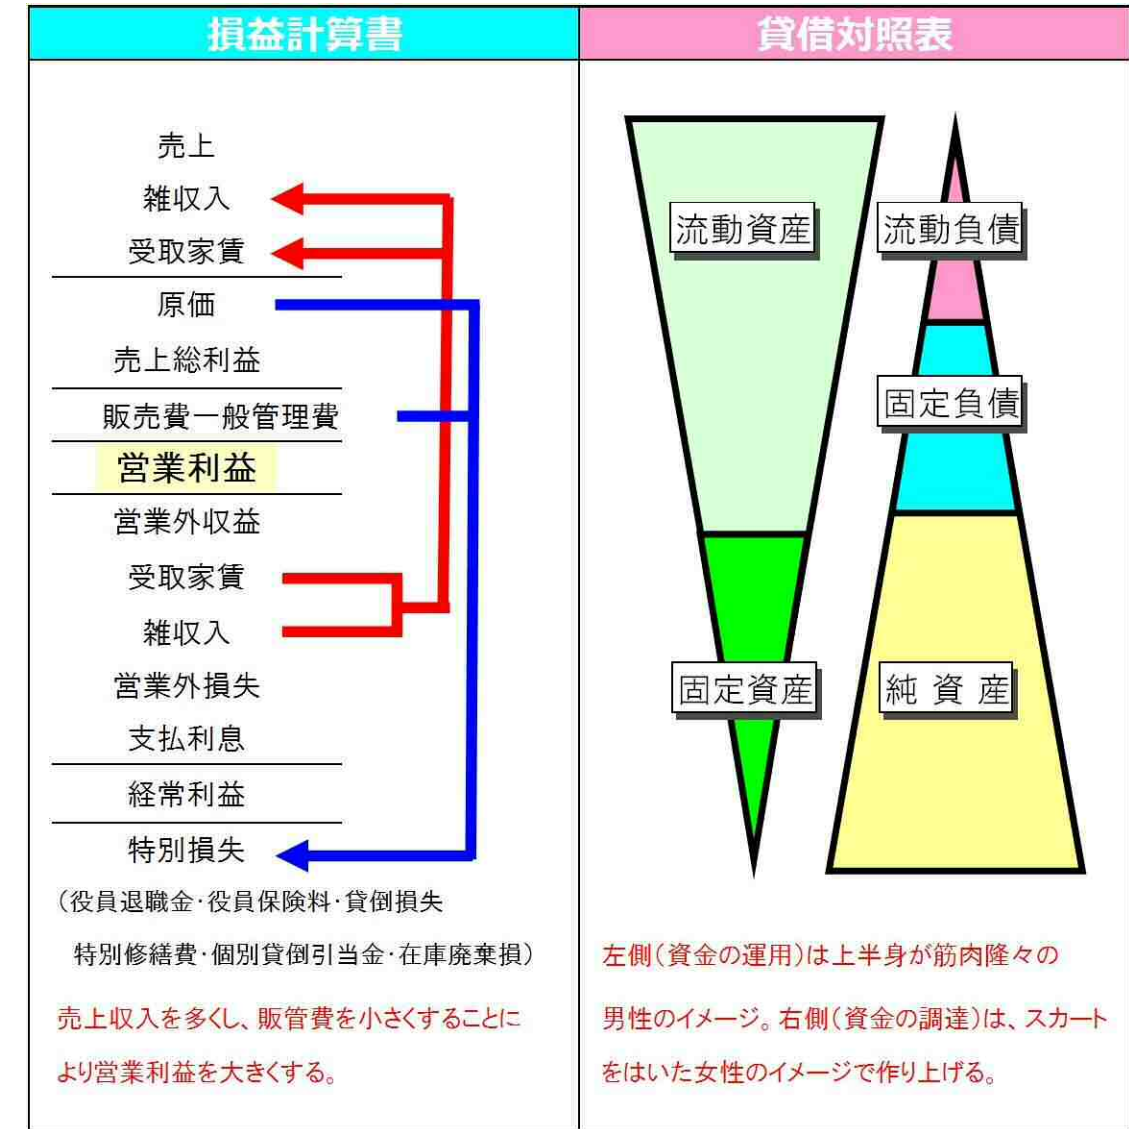 損益計算書
売上
雑収入
受取家賃
原価
売上総利益
販売費一般管理費
営業利益
営業外収益
受取家賃
雑収入
営業外損失
支払利息
経常利益
特別損失
（役員退職金・役員保険料・貸倒損失
特別修繕費・個別貸倒引当金・在庫廃棄損）
売上収入を多くし、販管費を小さくすることに
より営業利益を大きくする。
貸借対照表
流動資産
流動負債
固定負債
固定資産
純資産
左側（資金の運用）は上半身が筋肉隆々の
男性のイメージ。右側（資金の調達）は、スカート
をはいた女性のイメージで作り上げる。